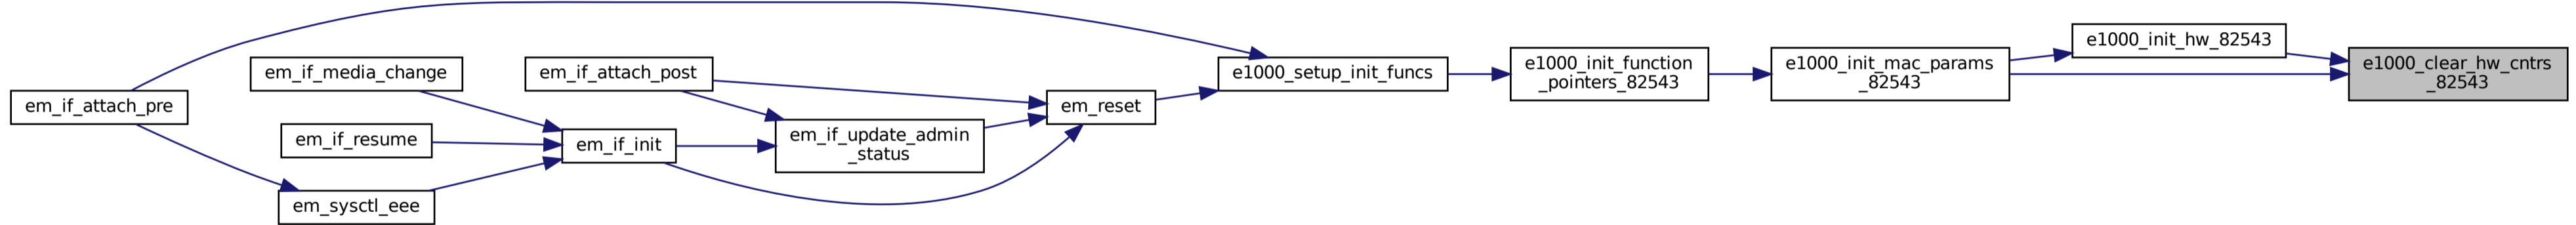 em_if_attach_pre
em_if_media_change
em_if_resume
em_sysctl_eee
em_if_attach_post
em_if_init
em_if_update_admin
_status
em_reset
e1000_setup_init_funcs
e1000_init_function
_pointers_82543
e1000_init_mac_params
_82543
e1000_init_hw_82543
e1000_clear_hw_cntrs
_82543